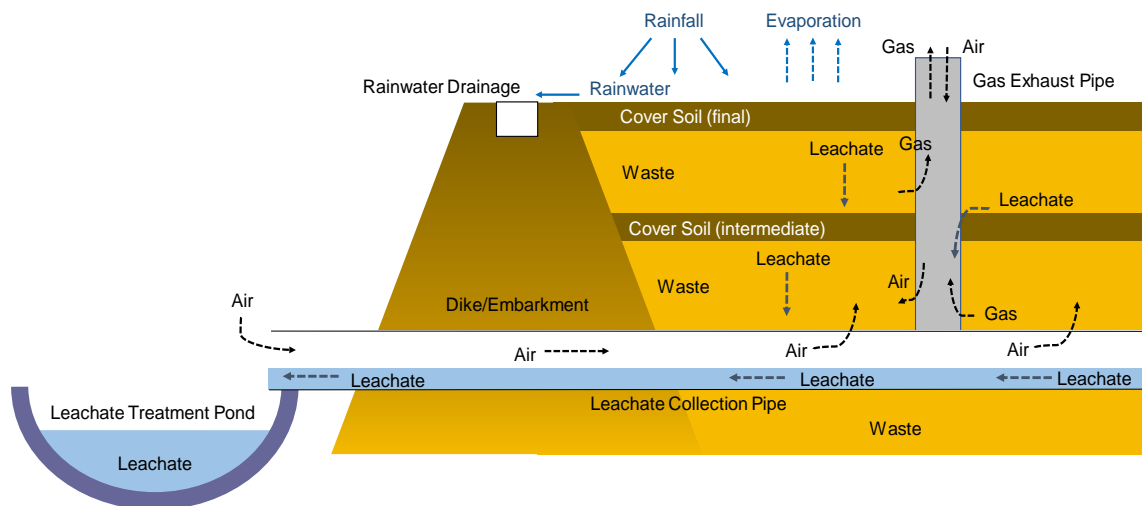 Rainfall
Evaporation
Gas
Air
Rainwater Drainage
Rainwater
Gas Exhaust Pipe
Cover Soil (final)
Gas
Leachate
Waste
Leachate
Cover Soil (intermediate)
Leachate
Waste
Air
Air
Dike/Embarkment
Gas
Air
Air
Air
Leachate
Leachate
Leachate
Leachate Treatment Pond
Leachate Collection Pipe
Waste
Leachate